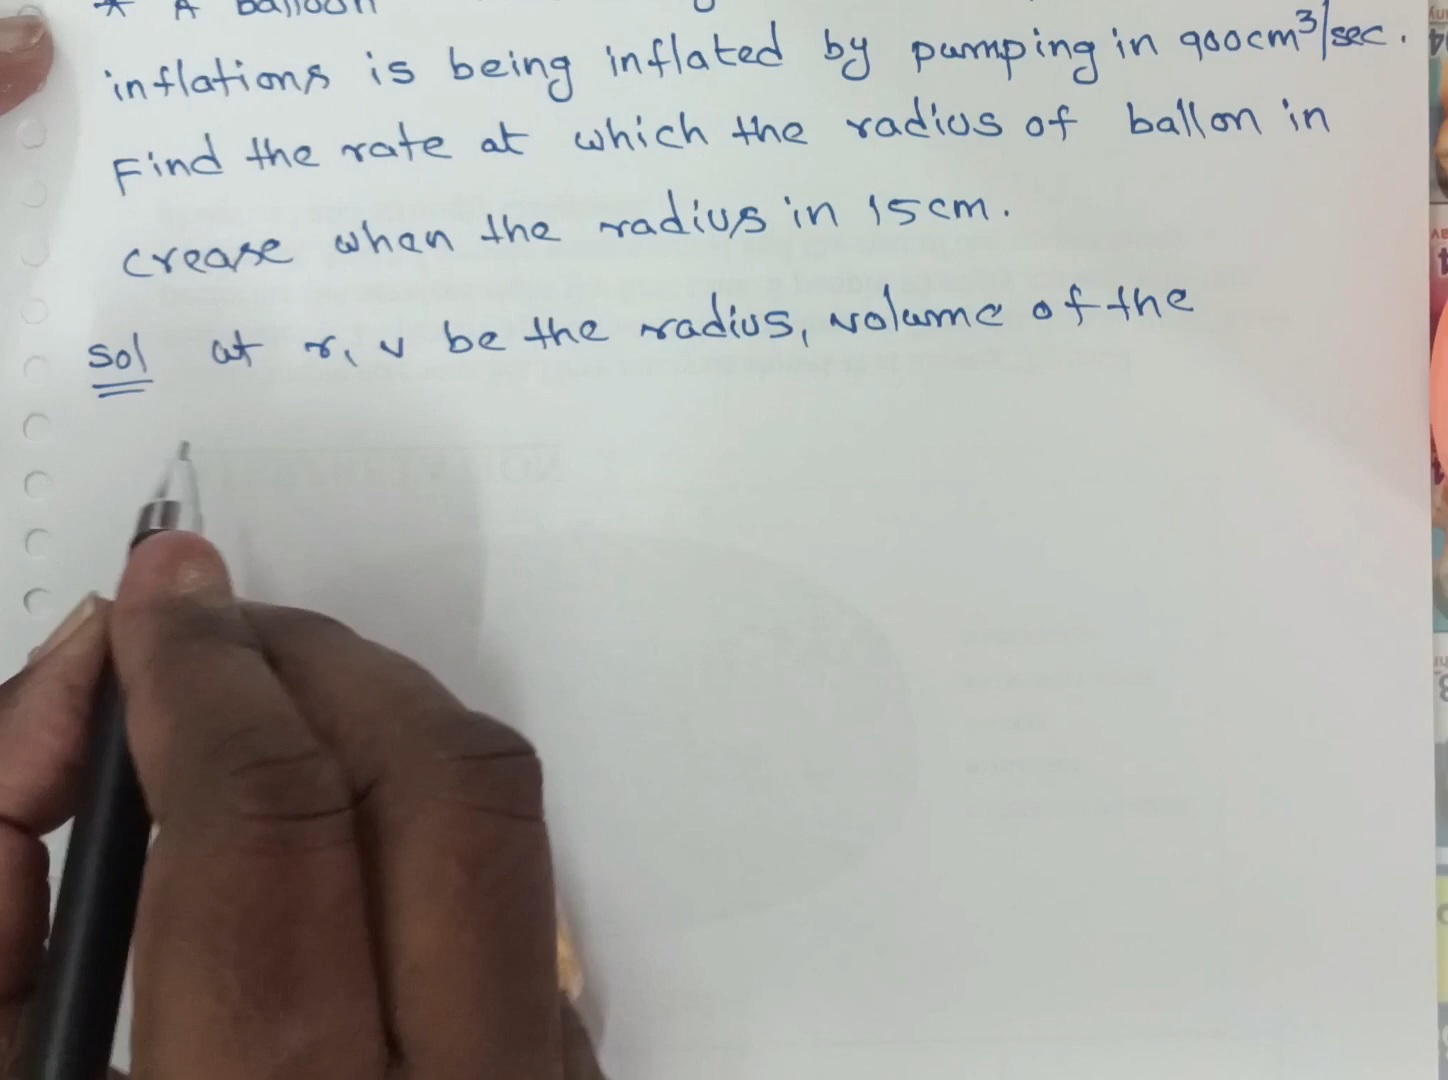 * A balloon
inflations is being inflated by pumping in 900cm³/sec.
Find the rate at which the radius of ballon in
crease when the radius in 15cm.
Sol at r, v be the radius, volume of the